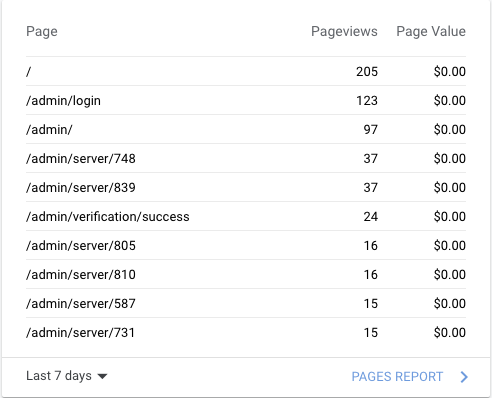 Page Pageviews Page Value
/ 205 $0.00
/admin/login 123 $0.00
/admin/ 97 $0.00
/admin/server/748 37 $0.00
/admin/server/839 37 $0.00
/admin/verification/success 24 $0.00
/admin/server/805 16 $0.00
/admin/server/810 16 $0.00
/admin/server/587 15 $0.00
/admin/server/731 15 $0.00
Last 7 days PAGES REPORT